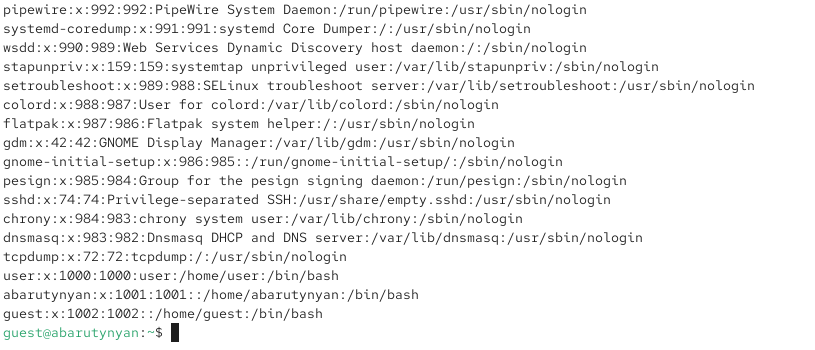 pipewire:x:992:992:PipeWire System Daemon:/run/pipewire:/usr/sbin/nologin
systemd-coredump:x:991:991:systemd Core Dumper:/:/usr/sbin/nologin
wsdd:x:990:989:Web Services Dynamic Discovery host daemon:/:/sbin/nologin
stapunpriv:x:159:159:systemtap unprivileged user:/var/lib/stapunpriv:/sbin/nologin
setroubleshoot:x:989:988:SELinux troubleshoot server:/var/lib/setroubleshoot:/usr/sbin/nologin
colord:x:988:987:User for colord:/var/lib/colord:/sbin/nologin
flatpak:x:987:986:Flatpak system helper:/:/usr/sbin/nologin
gdm:x:42:42:GNOME Display Manager:/var/lib/gdm:/usr/sbin/nologin
gnome-initial-setup:x:986:985::/run/gnome-initial-setup/:/sbin/nologin
pesign:x:985:984:Group for the pesign signing daemon:/run/pesign:/sbin/nologin
sshd:x:74:74:Privilege-separated SSH:/usr/share/empty.sshd:/usr/sbin/nologin
chrony:x:984:983:chrony system user:/var/lib/chrony:/sbin/nologin
dnsmasq:x:983:982:Dnsmasq DHCP and DNS server:/var/lib/dnsmasq:/usr/sbin/nologin
tcpdump:x:72:72:tcpdump:/:/usr/sbin/nologin
user:x:1000:1000:user:/home/user:/bin/bash
abarutynyan:x:1001:1001::/home/abarutynyan:/bin/bash
guest:x:1002:1002::/home/guest:/bin/bash
guest@abarutynyan:~$